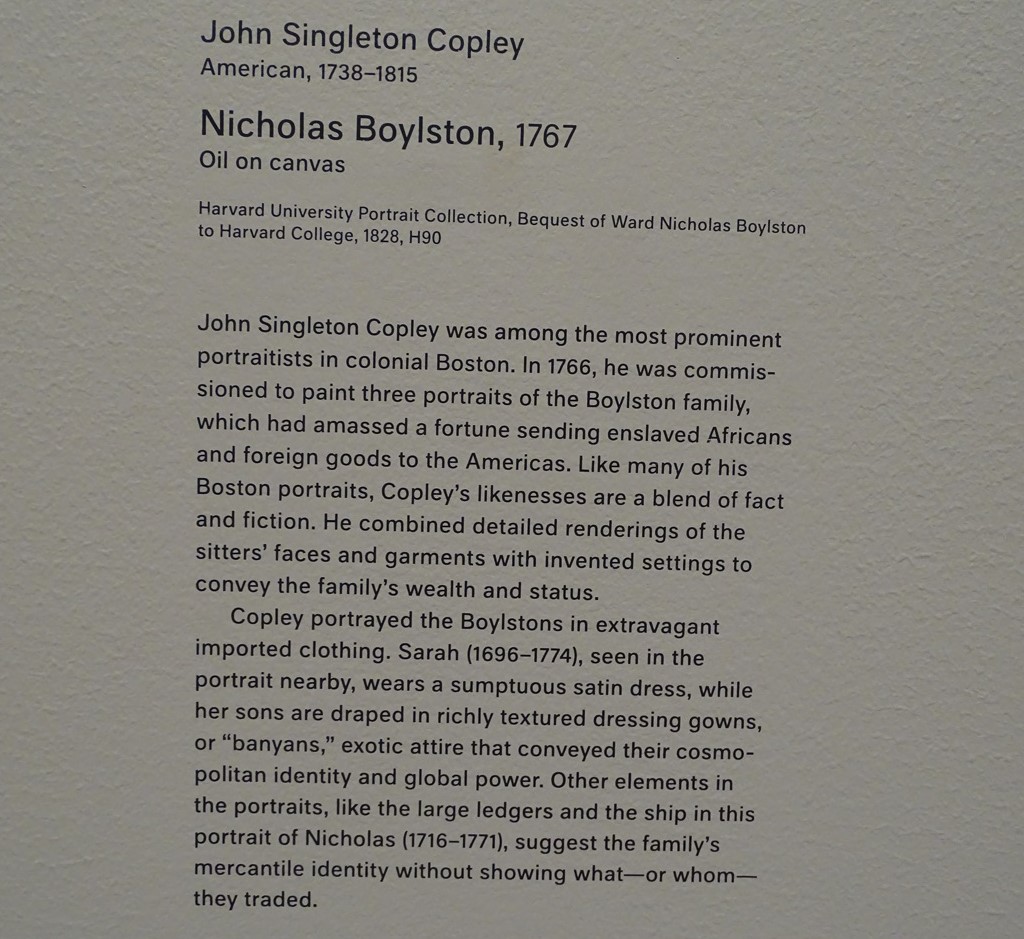 John Singleton Copley
American, 1738–1815
Nicholas Boylston, 1767
Oil on canvas
Harvard University Portrait Collection, Bequest of Ward Nicholas Boylston
to Harvard College, 1828, H90
John Singleton Copley was among the most prominent
portraitists in colonial Boston. In 1766, he was commis-
sioned to paint three portraits of the Boylston family,
which had amassed a fortune sending enslaved Africans
and foreign goods to the Americas. Like many of his
Boston portraits, Copley’s likenesses are a blend of fact
and fiction. He combined detailed renderings of the
sitters’ faces and garments with invented settings to
convey the family’s wealth and status.
Copley portrayed the Boylstons in extravagant
imported clothing. Sarah (1696–1774), seen in the
portrait nearby, wears a sumptuous satin dress, while
her sons are draped in richly textured dressing gowns,
or “banyans,” exotic attire that conveyed their cosmo-
politan identity and global power. Other elements in
the portraits, like the large ledgers and the ship in this
portrait of Nicholas (1716–1771), suggest the family’s
mercantile identity without showing what—or whom—
they traded.